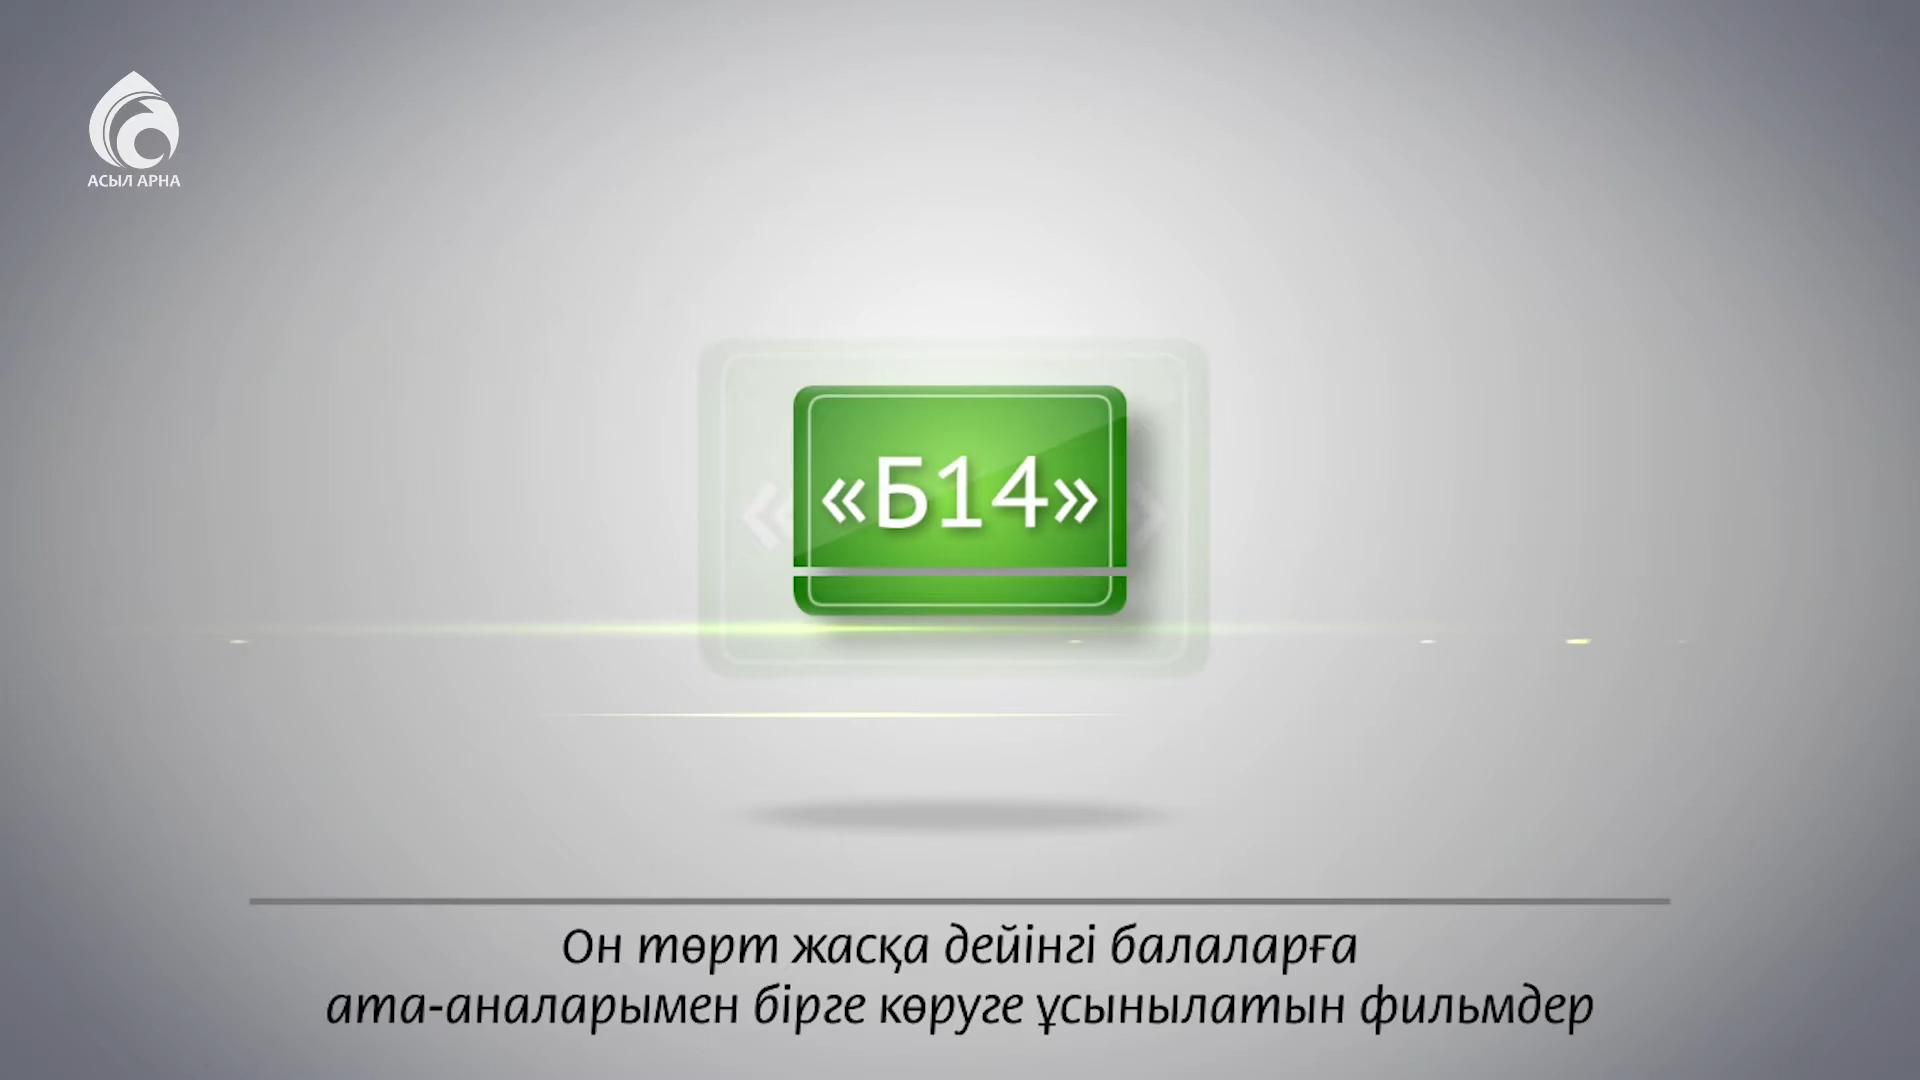 АСЫЛ АРНА
«Б14»
Он төрт жасқа дейінгі балаларға
ата-аналарымен бірге көруге ұсынылатын фильмдер